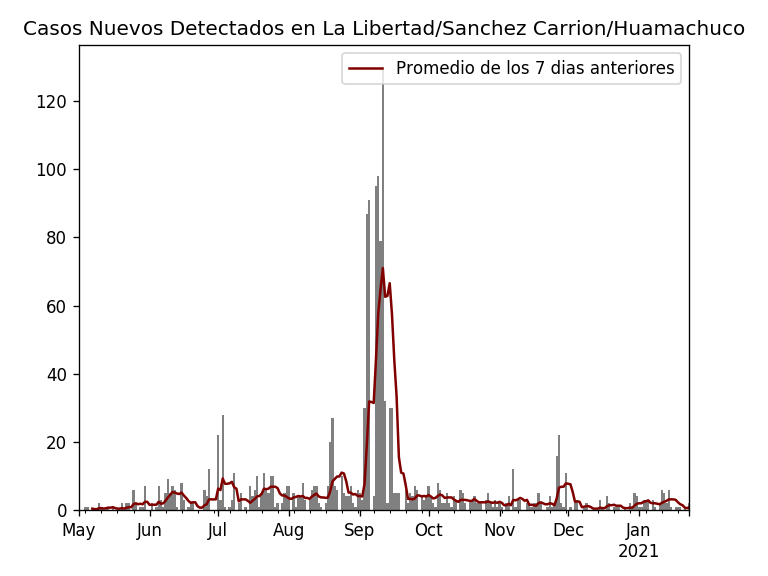 Casos Nuevos Detectados en La Libertad/Sanchez Carrion/Huamachuco
Promedio de los 7 dias anteriores
120
100
80
60
40
20
0
May Jun Jul Aug Sep Oct Nov Dec Jan
2021